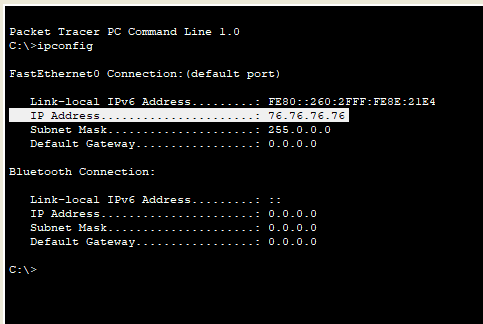 Packet Tracer PC Command Line 1.0
C:\>ipconfig
FastEthernet0 Connection:(default port)
Link-local IPv6 Address.........: FE80::260:2FFF:FE8E:21E4
IP Address......................: 76.76.76.76
Subnet Mask.....................: 255.0.0.0
Default Gateway.................: 0.0.0.0
Bluetooth Connection:
Link-local IPv6 Address.........: ::
IP Address......................: 0.0.0.0
Subnet Mask.....................: 0.0.0.0
Default Gateway.................: 0.0.0.0
C:\>